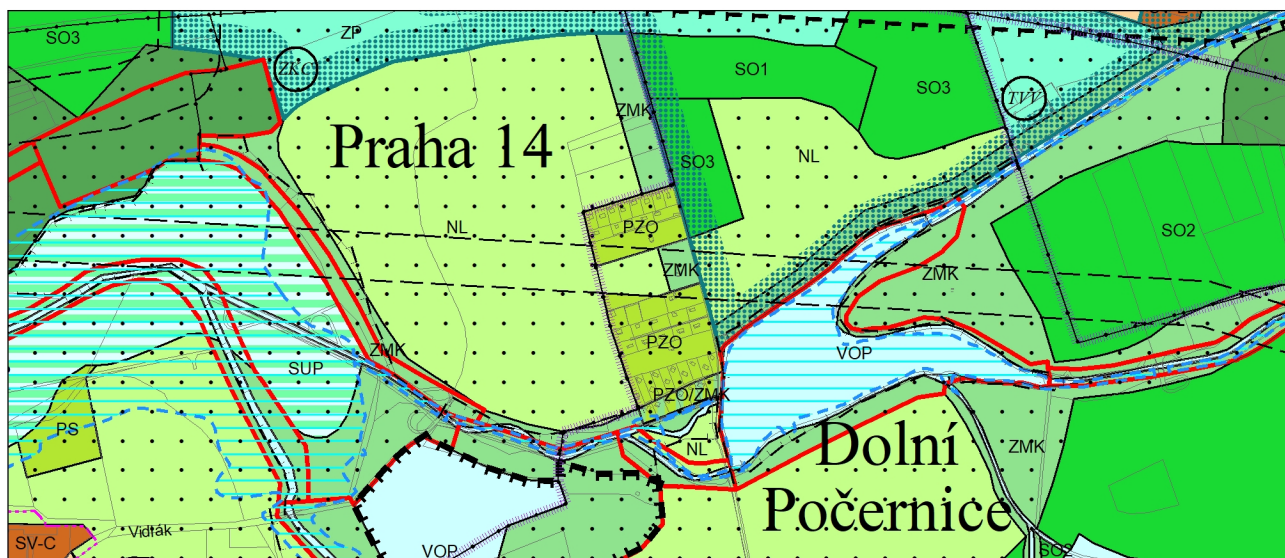 SO3
ZP
ZKC
SO1
SO3
TVV
ZMK
Praha 14
SO3
NL
NL
PZO
SO2
ZMK
ZMK
PZO
ZMK
VOP
SUP
PZO/ZMK
PS
NL
Dolní
Počernice
ZMK
Vidlák
SV-C
VOP
SO2